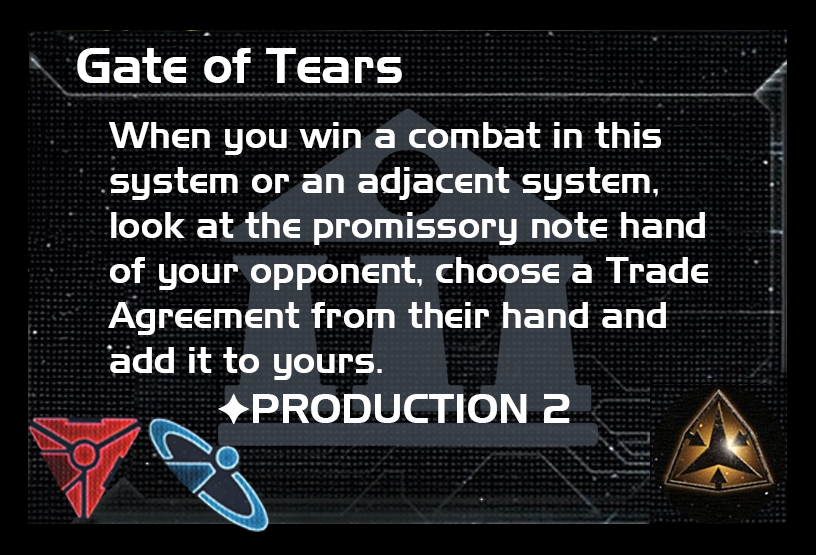 Gate of Tears
When you win a combat in this
system or an adjacent system,
look at the promissory note hand
of your opponent, choose a Trade
Agreement from their hand and
add it to yours.
✦PRODUCTION 2